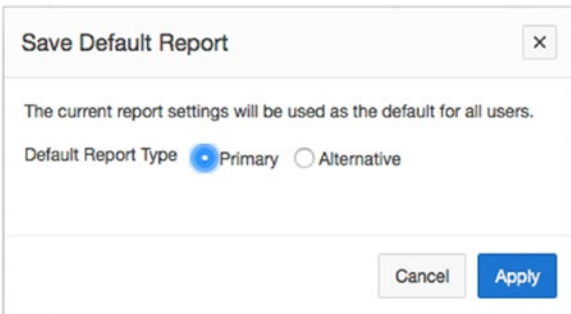 Save Default Report
The current report settings will be used as the default for all users.
Default Report Type Primary Alternative
Cancel Apply